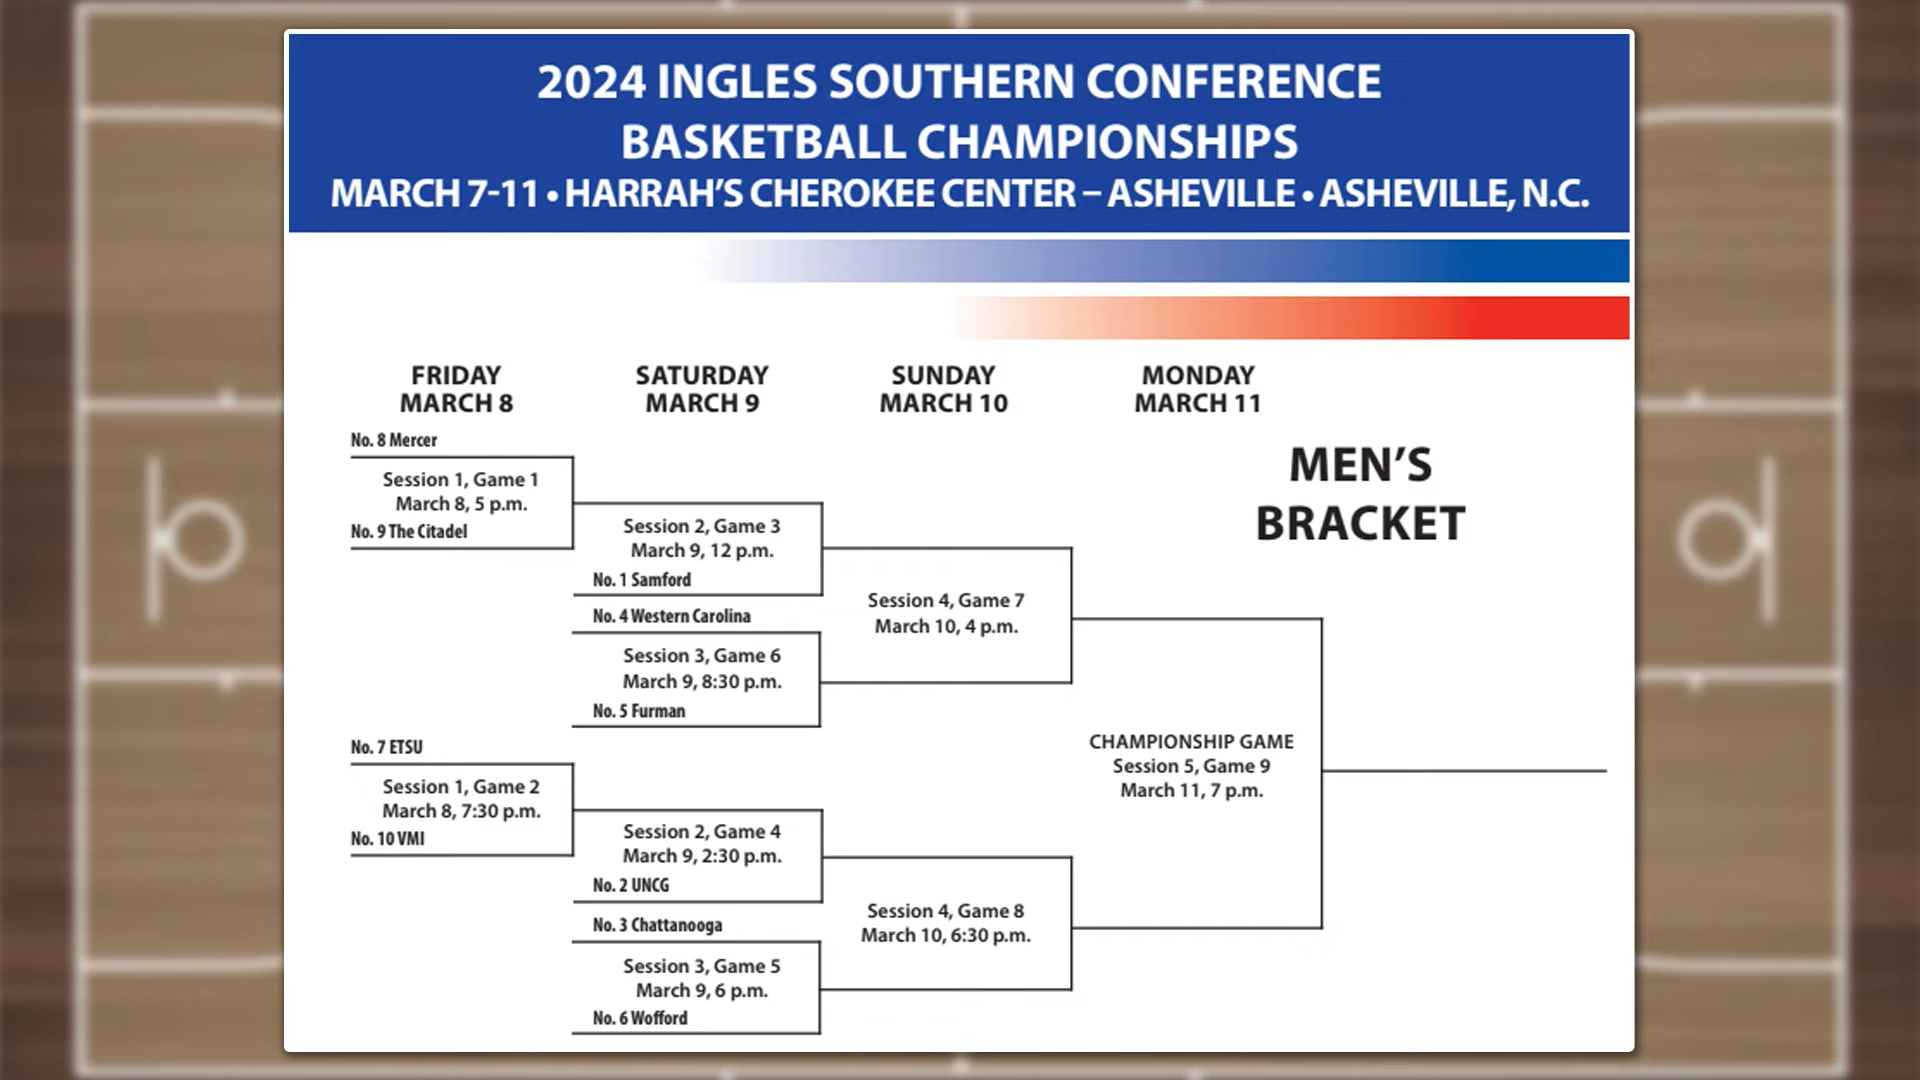 2024 INGLES SOUTHERN CONFERENCE
BASKETBALL CHAMPIONSHIPS
MARCH 7-11 • HARRAH’S CHEROKEE CENTER – ASHEVILLE • ASHEVILLE, N.C.
FRIDAY
MARCH 8
SATURDAY
MARCH 9
SUNDAY
MARCH 10
MONDAY
MARCH 11
MEN’S
BRACKET
No. 8 Mercer
Session 1, Game 1
March 8, 5 p.m.
No. 9 The Citadel
Session 2, Game 3
March 9, 12 p.m.
No. 1 Samford
No. 4 Western Carolina
Session 3, Game 6
March 9, 8:30 p.m.
No. 5 Furman
Session 4, Game 7
March 10, 4 p.m.
No. 7 ETSU
Session 1, Game 2
March 8, 7:30 p.m.
No. 10 VMI
Session 2, Game 4
March 9, 2:30 p.m.
No. 2 UNCG
No. 3 Chattanooga
Session 3, Game 5
March 9, 6 p.m.
No. 6 Wofford
Session 4, Game 8
March 10, 6:30 p.m.
CHAMPIONSHIP GAME
Session 5, Game 9
March 11, 7 p.m.